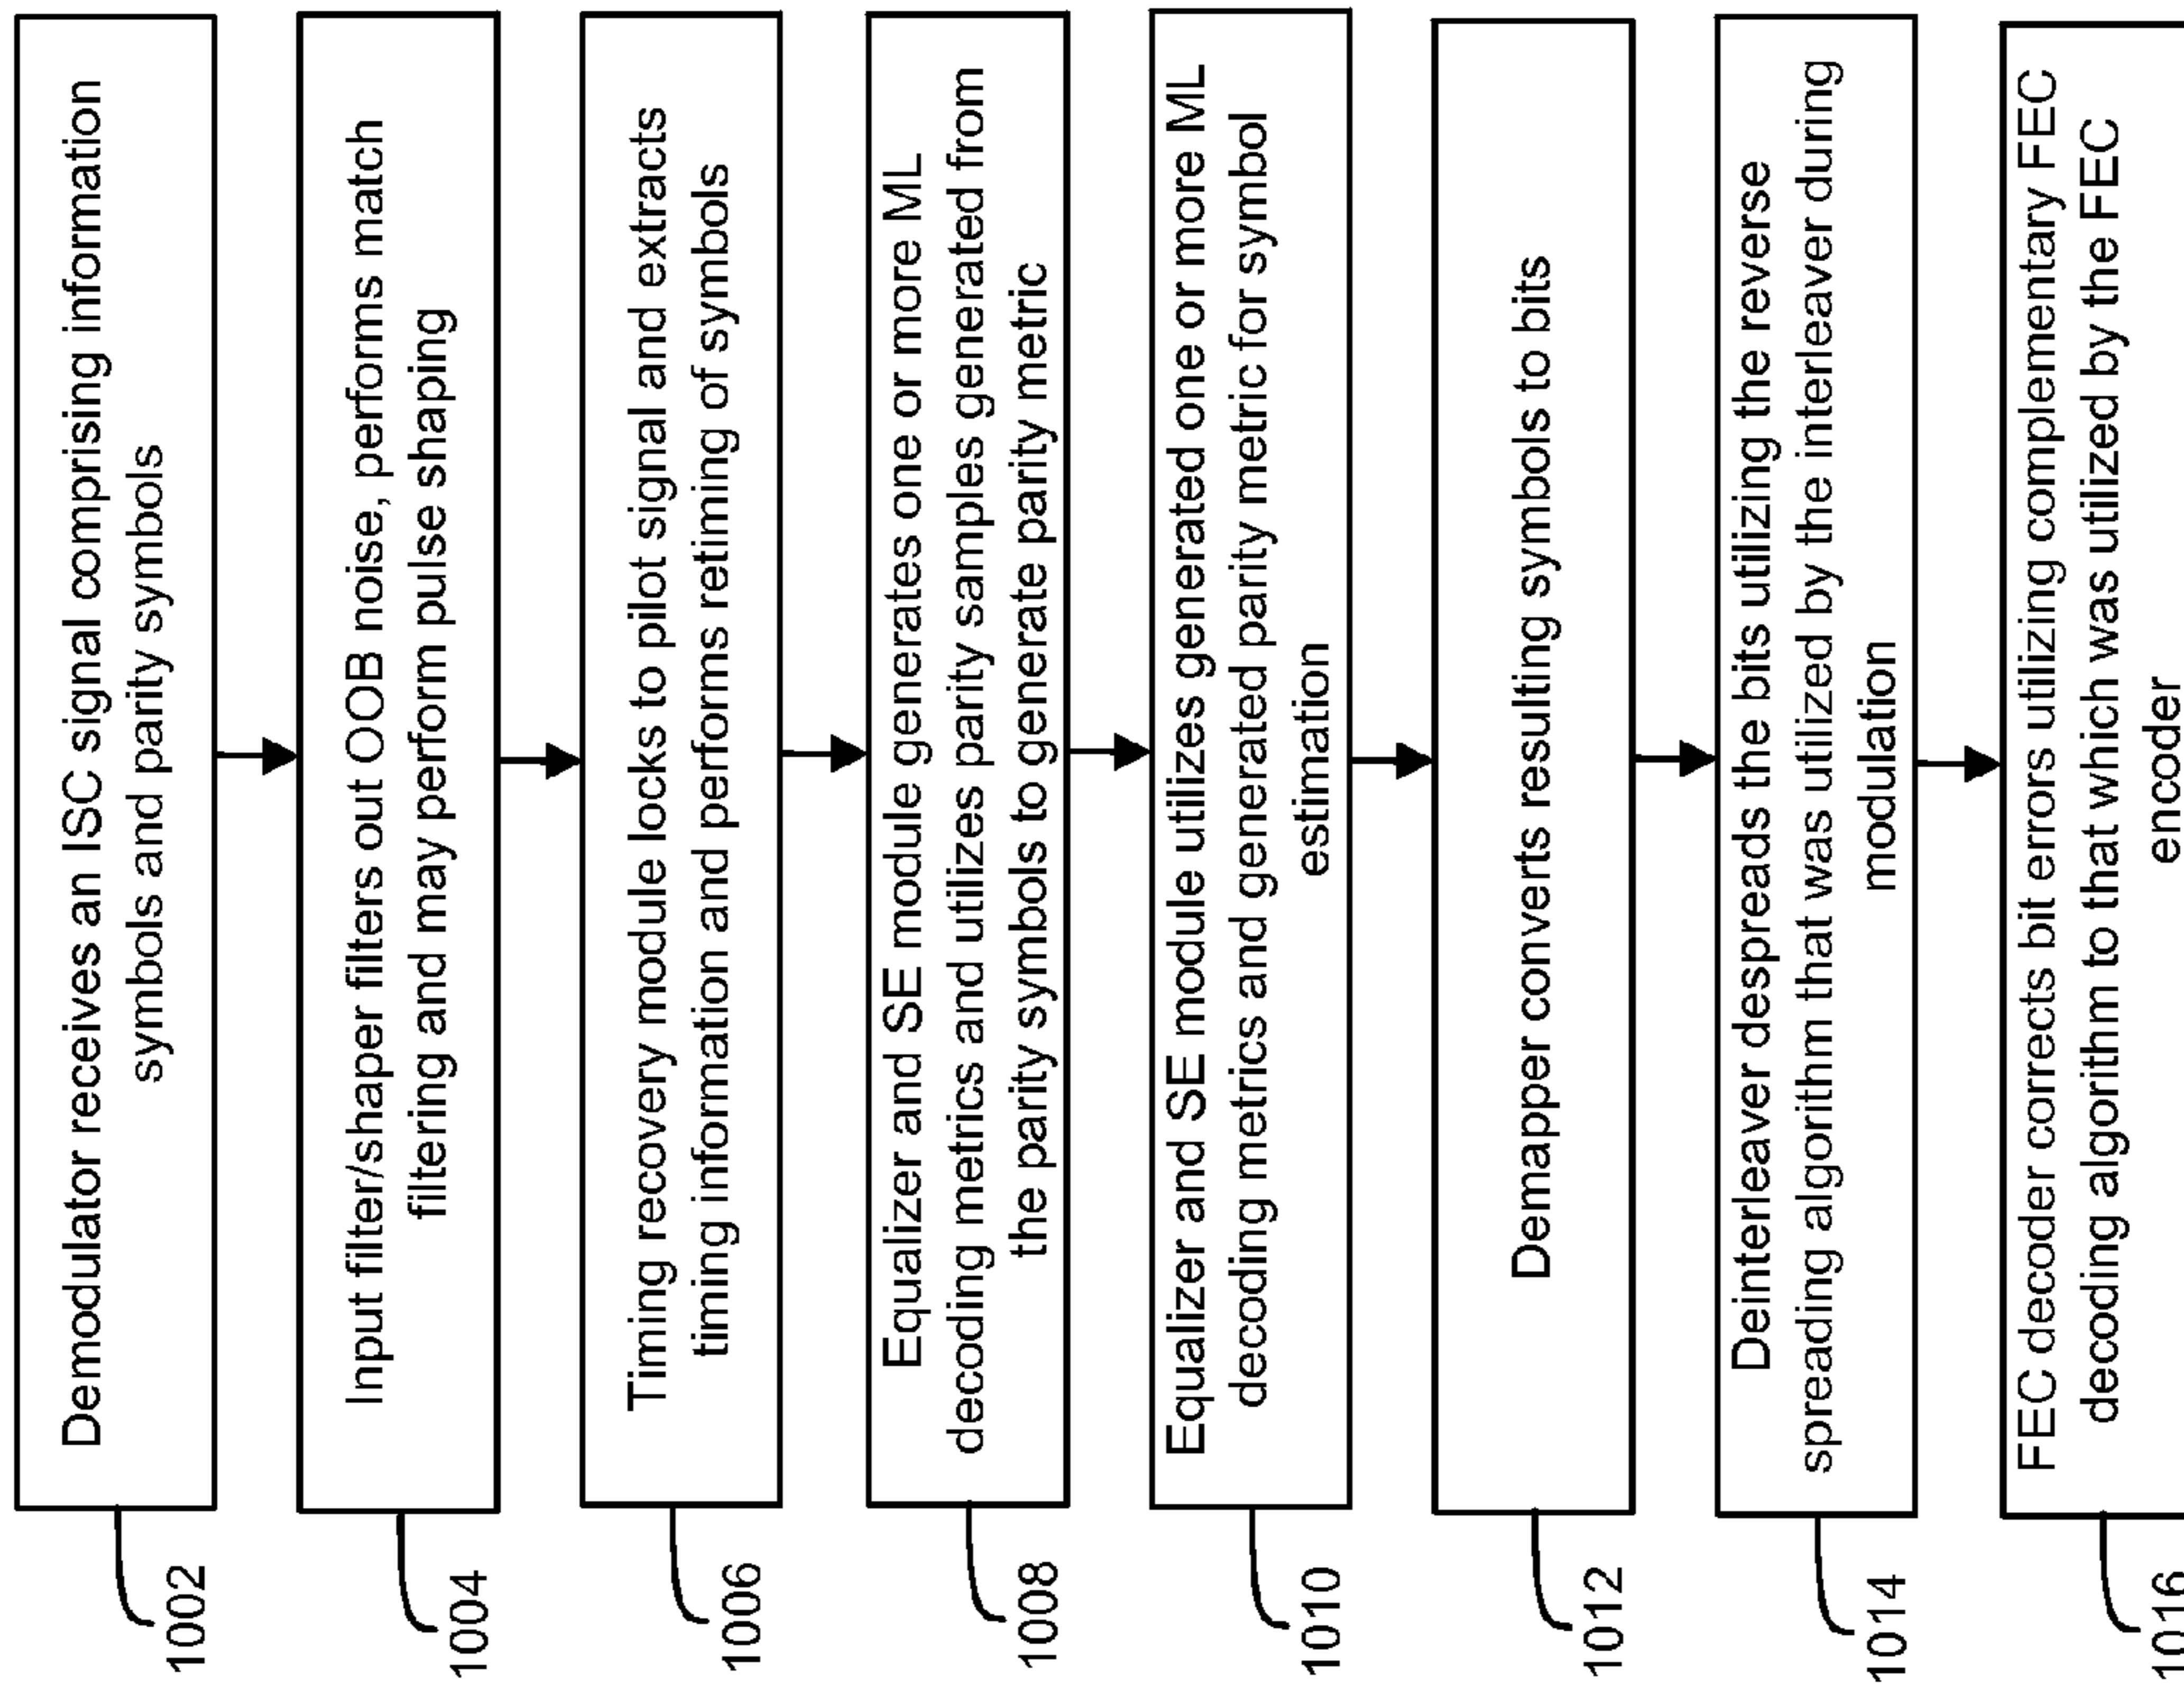 1002
Demodulator receives an ISC signal comprising information
symbols and parity symbols
1004
Input filter/shaper filters out OOB noise, performs match
filtering and may perform pulse shaping
1006
Timing recovery module locks to pilot signal and extracts
timing information and performs retiming of symbols
1008
Equalizer and SE module generates one or more ML
decoding metrics and utilizes parity samples generated from
the parity symbols to generate parity metric
1010
Equalizer and SE module utilizes generated one or more ML
decoding metrics and generated parity metric for symbol
estimation
1012
Demapper converts resulting symbols to bits
1014
Deinterleaver despreads the bits utilizing the reverse
spreading algorithm that was utilized by the interleaver during
modulation
1016
FEC decoder corrects bit errors utilizing complementary FEC
decoding algorithm to that which was utilized by the FEC
encoder